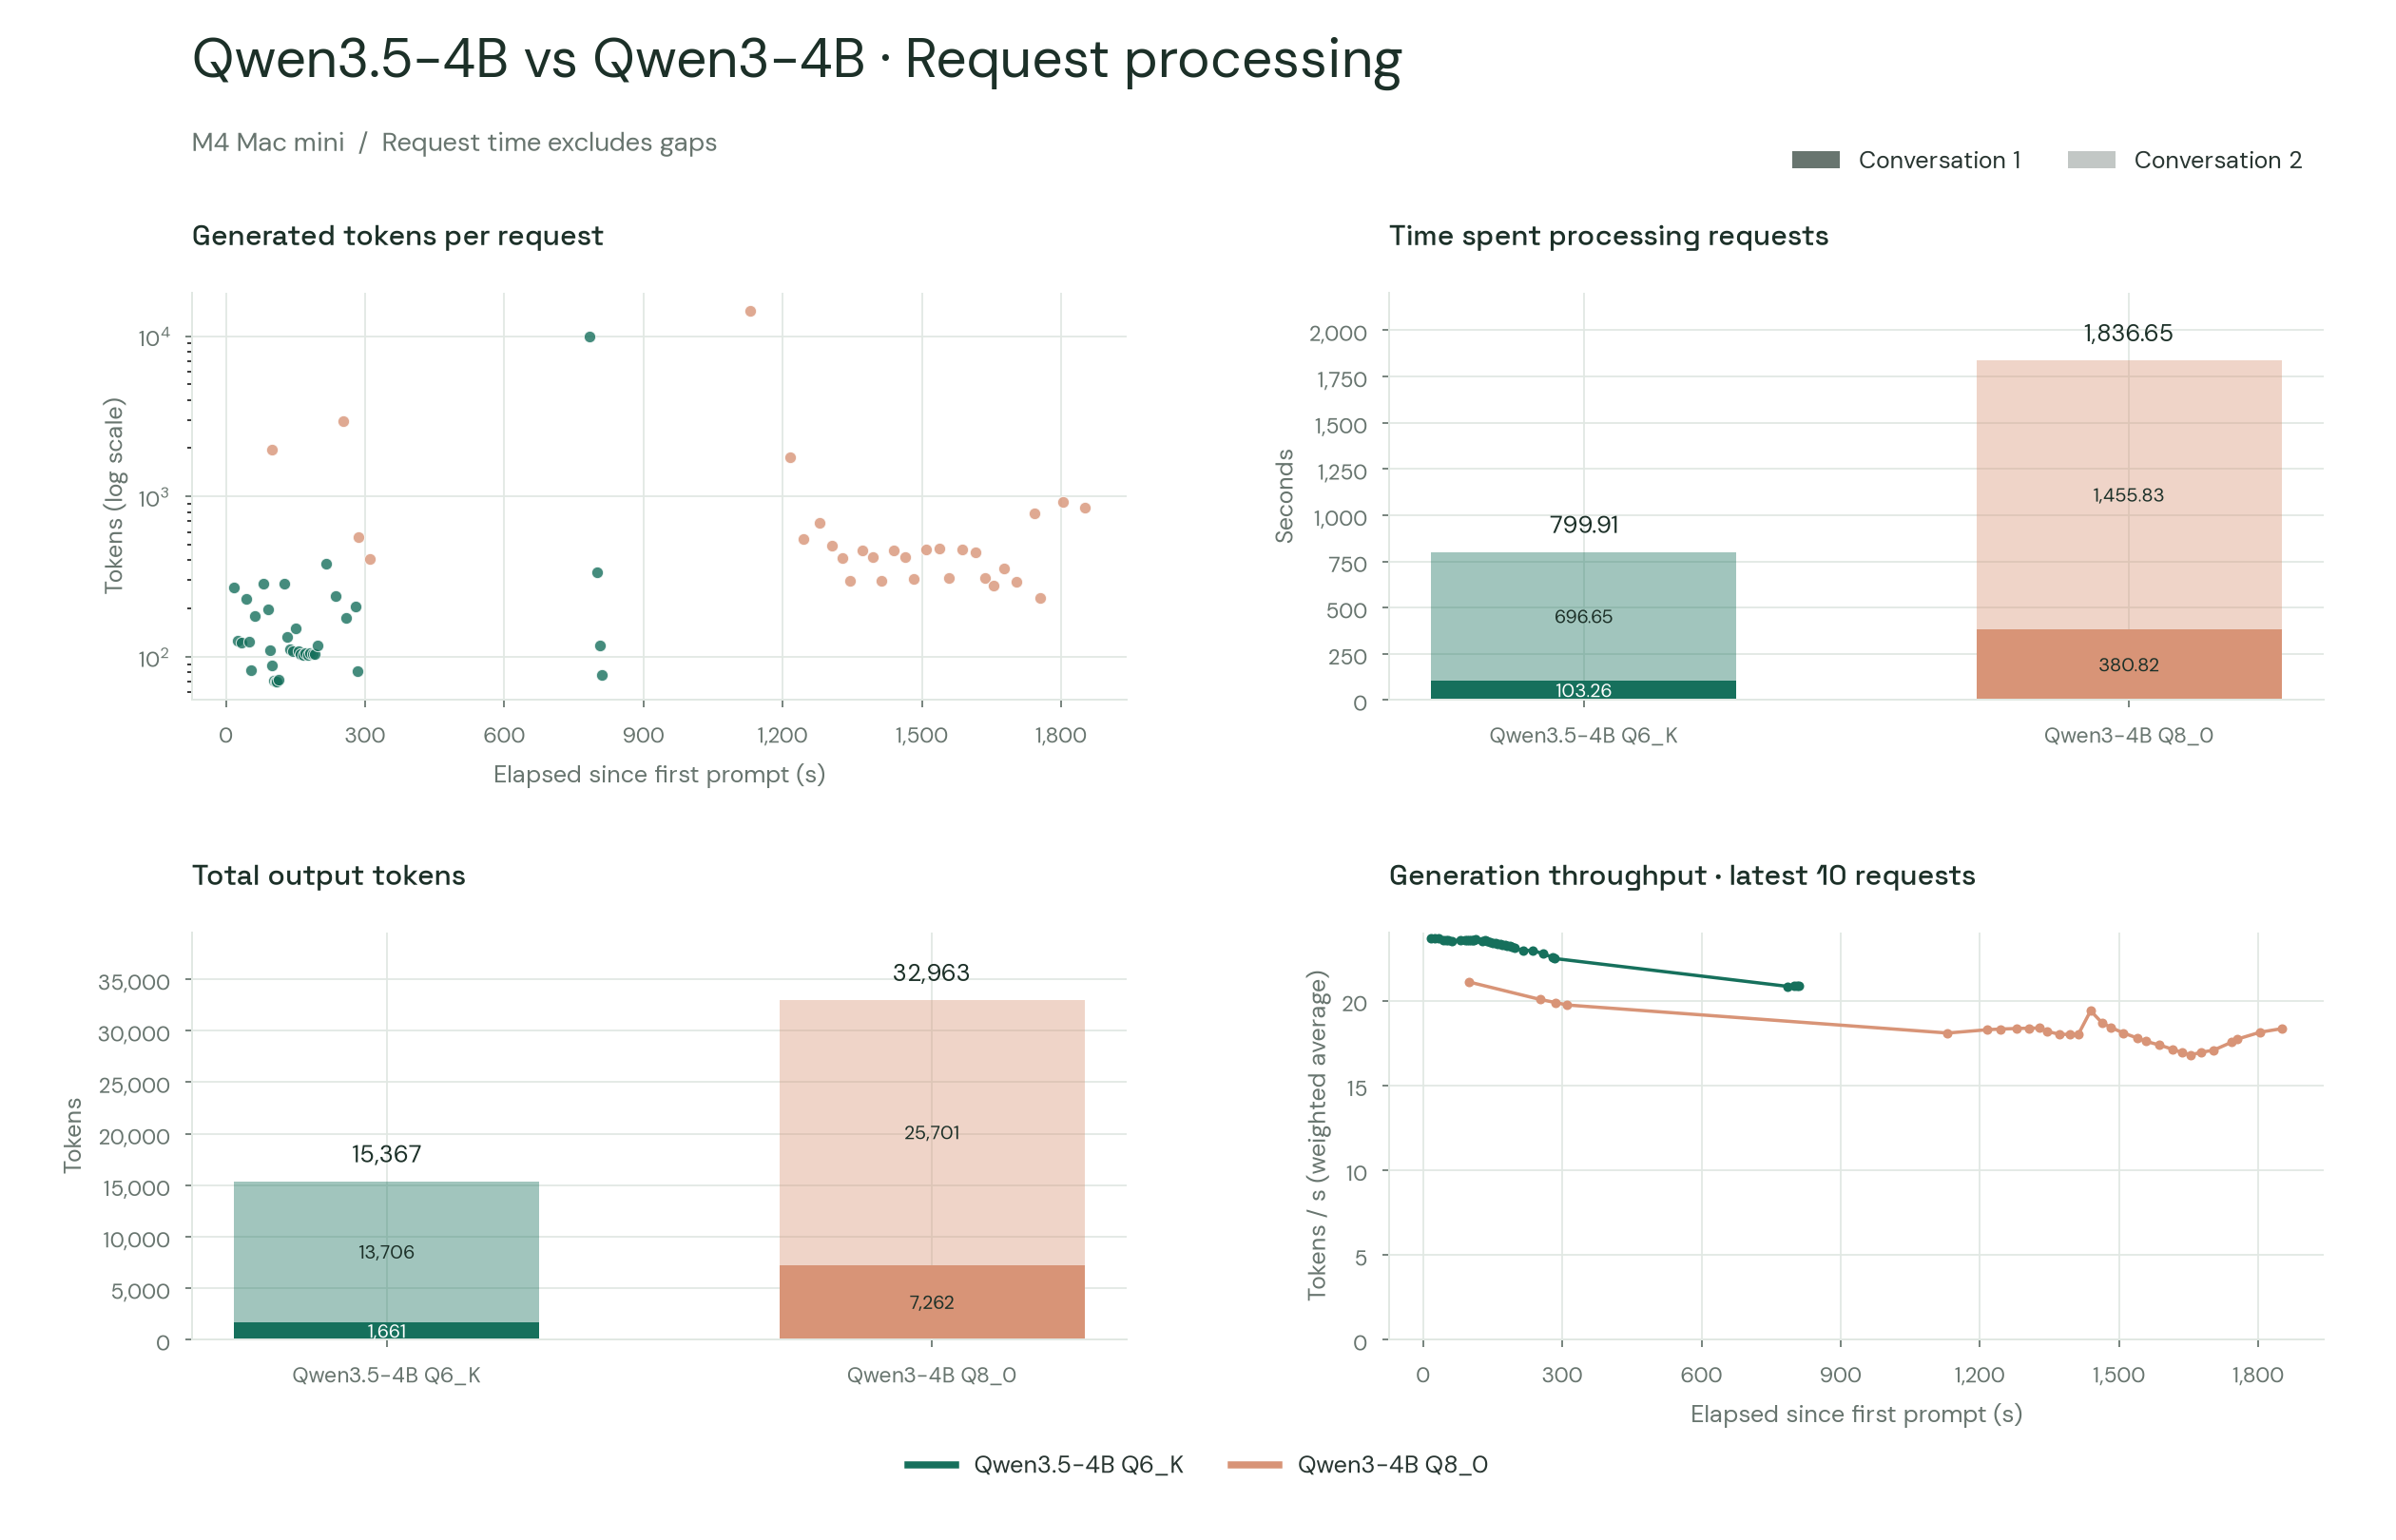 Qwen3.5-4B vs Qwen3-4B · Request processing
M4 Mac mini / Request time excludes gaps
Conversation 1
Conversation 2
Generated tokens per request
Tokens (log scale)
10⁴
10³
10²
0 300 600 900 1,200 1,500 1,800
Elapsed since first prompt (s)
Time spent processing requests
Seconds
2,000
1,750
1,500
1,250
1,000
750
500
250
0
799.91
696.65
103.26
1,836.65
1,455.83
380.82
Qwen3.5-4B Q6_K
Qwen3-4B Q8_0
Total output tokens
Tokens
35,000
30,000
25,000
20,000
15,000
10,000
5,000
0
15,367
13,706
1,661
32,963
25,701
7,262
Qwen3.5-4B Q6_K
Qwen3-4B Q8_0
Generation throughput · latest 10 requests
Tokens / s (weighted average)
20
15
10
5
0
0 300 600 900 1,200 1,500 1,800
Elapsed since first prompt (s)
Qwen3.5-4B Q6_K
Qwen3-4B Q8_0